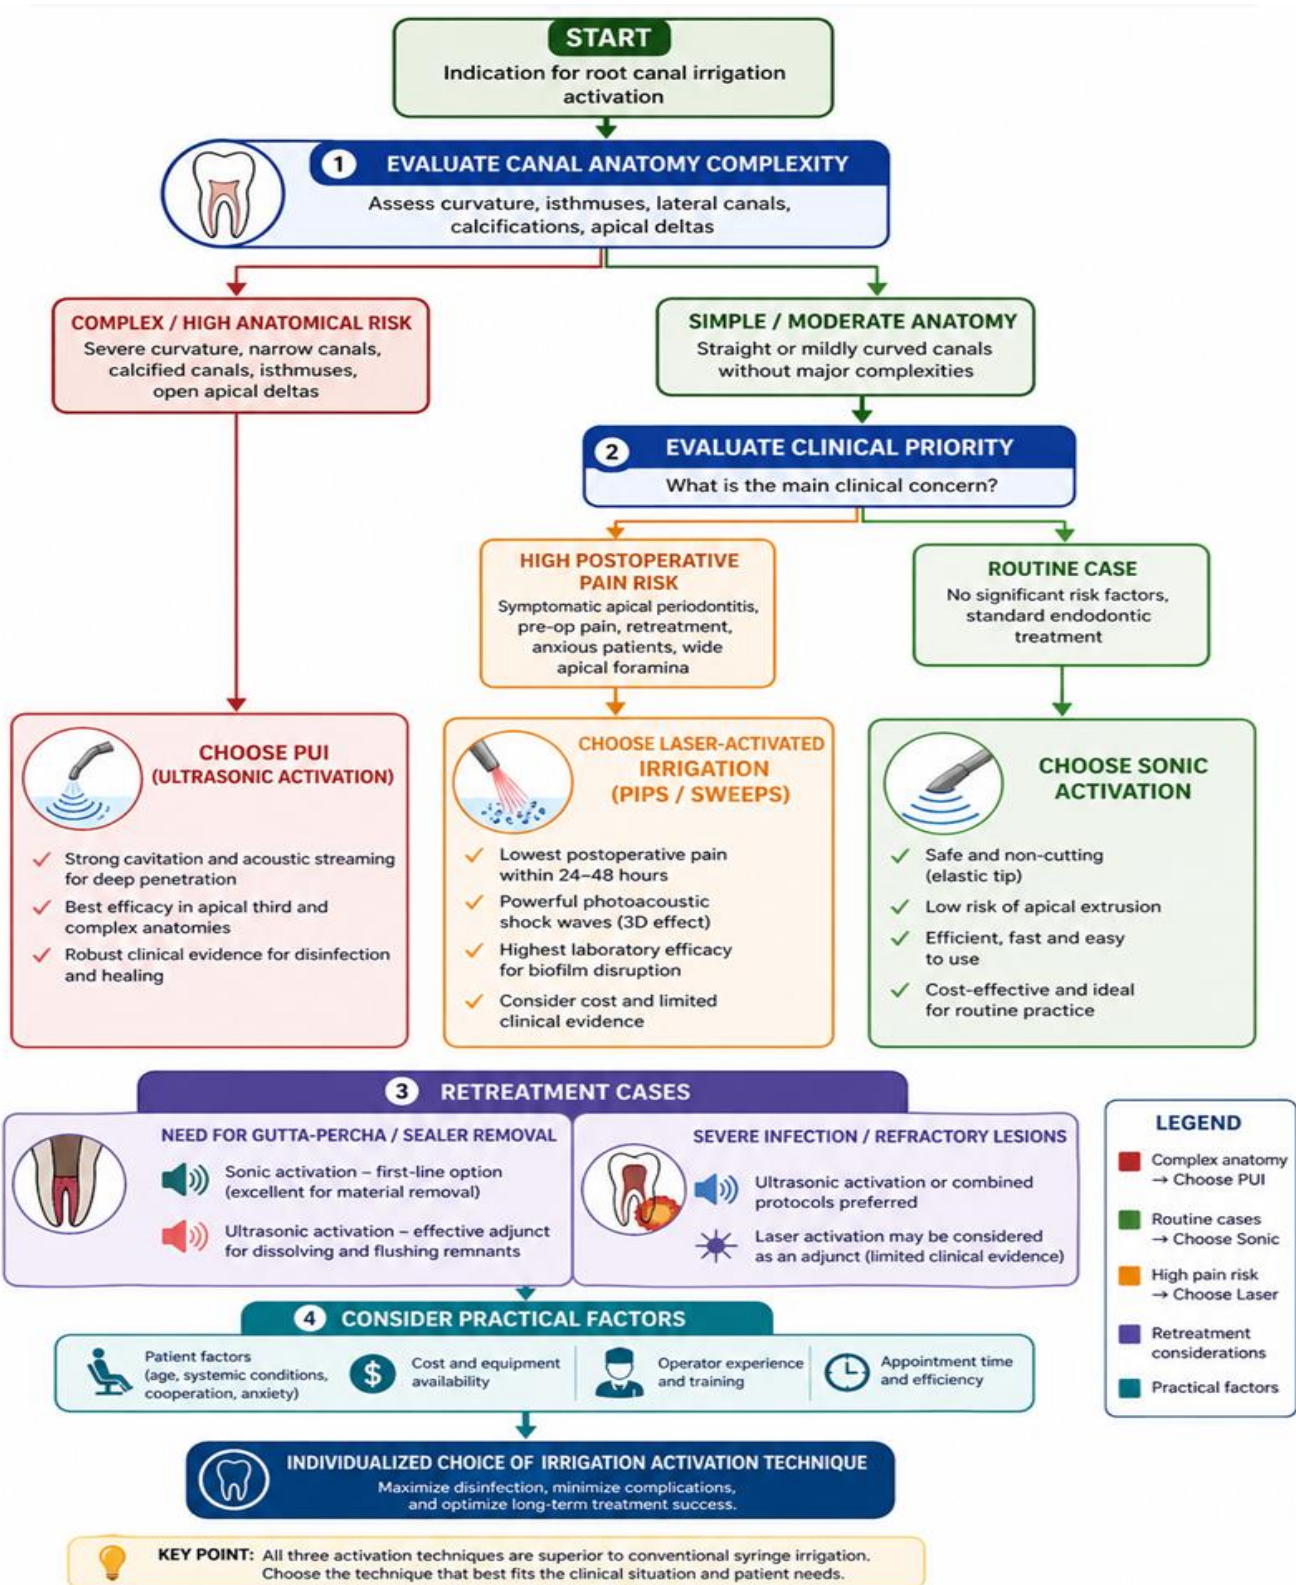 START
Indication for root canal irrigation
activation
1 EVALUATE CANAL ANATOMY COMPLEXITY
Assess curvature, isthmuses, lateral canals,
calcifications, apical deltas
COMPLEX / HIGH ANATOMICAL RISK
Severe curvature, narrow canals,
calcified canals, isthmuses,
open apical deltas
SIMPLE / MODERATE ANATOMY
Straight or mildly curved canals
without major complexities
2 EVALUATE CLINICAL PRIORITY
What is the main clinical concern?
HIGH POSTOPERATIVE
PAIN RISK
Symptomatic apical periodontitis,
pre-op pain, retreatment,
anxious patients, wide
apical foramina
ROUTINE CASE
No significant risk factors,
standard endodontic
treatment
CHOOSE PUI
(ULTRASONIC ACTIVATION)
✓ Strong cavitation and acoustic streaming
for deep penetration
✓ Best efficacy in apical third and
complex anatomies
✓ Robust clinical evidence for disinfection
and healing
CHOOSE LASER-ACTIVATED
IRRIGATION
(PIPS / SWEEPS)
✓ Lowest postoperative pain
within 24–48 hours
✓ Powerful photoacoustic
shock waves (3D effect)
✓ Highest laboratory efficacy
for biofilm disruption
✓ Consider cost and limited
clinical evidence
CHOOSE SONIC
ACTIVATION
✓ Safe and non-cutting
(elastic tip)
✓ Low risk of apical extrusion
✓ Efficient, fast and easy
to use
✓ Cost-effective and ideal
for routine practice
3 RETREATMENT CASES
NEED FOR GUTTA-PERCHA / SEALER REMOVAL
Sonic activation – first-line option
(excellent for material removal)
Ultrasonic activation – effective adjunct
for dissolving and flushing remnants
SEVERE INFECTION / REFRACTORY LESIONS
Ultrasonic activation or combined
protocols preferred
Laser activation may be considered
as an adjunct (limited clinical evidence)
LEGEND
Complex anatomy
→ Choose PUI
Routine cases
→ Choose Sonic
High pain risk
→ Choose Laser
Retreatment
considerations
Practical factors
4 CONSIDER PRACTICAL FACTORS
Patient factors
(age, systemic conditions,
cooperation, anxiety)
$
Cost and equipment
availability
Operator experience
and training
Appointment time
and efficiency
INDIVIDUALIZED CHOICE OF IRRIGATION ACTIVATION TECHNIQUE
Maximize disinfection, minimize complications,
and optimize long-term treatment success.
KEY POINT: All three activation techniques are superior to conventional syringe irrigation.
Choose the technique that best fits the clinical situation and patient needs.